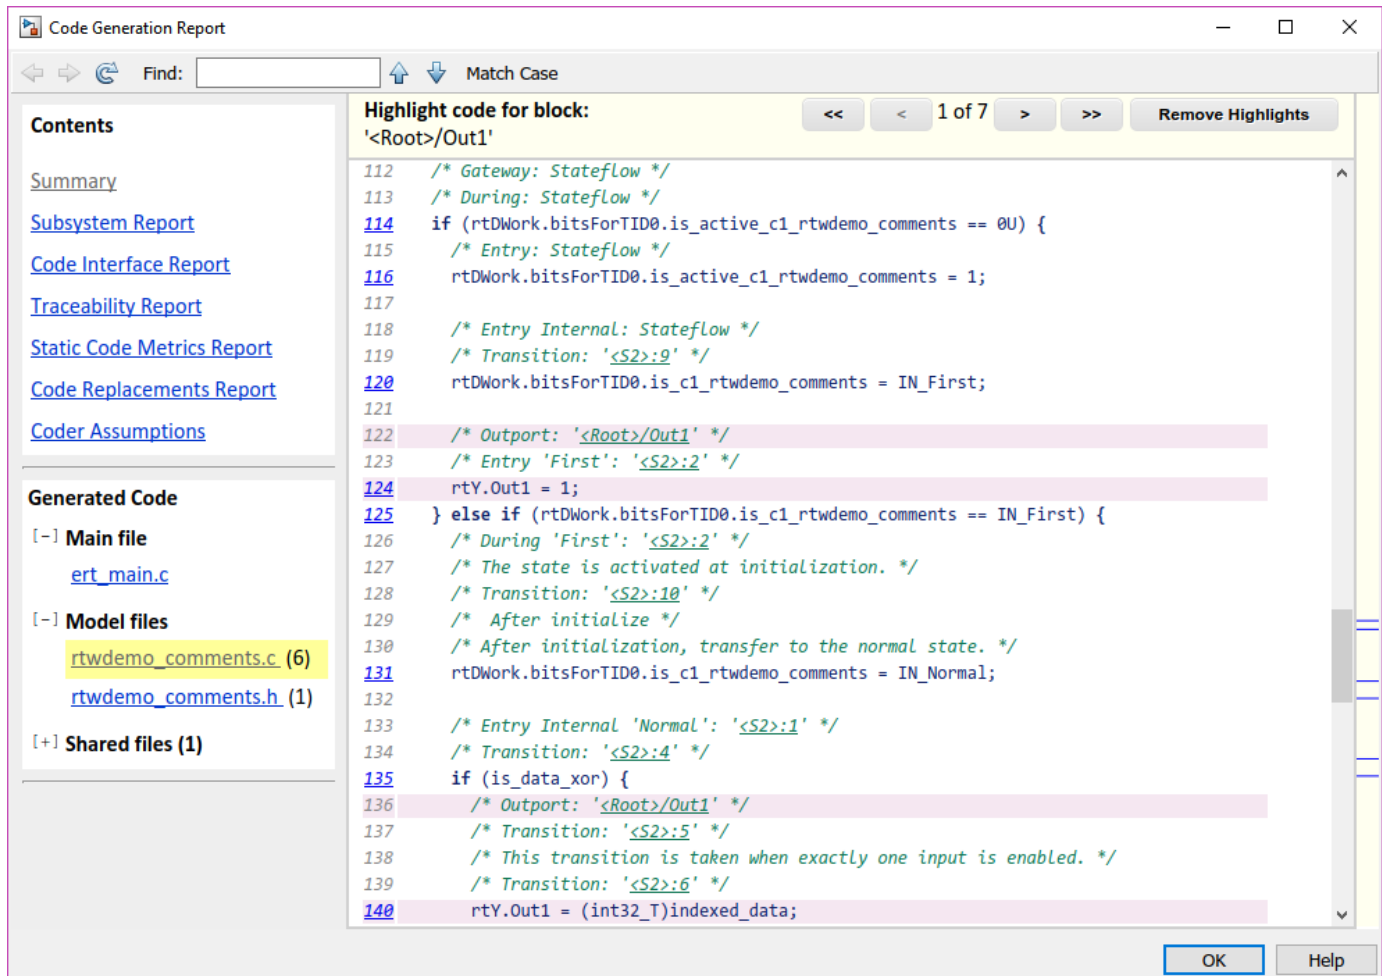 Code Generation Report
Find: Match Case
Contents
Summary
Subsystem Report
Code Interface Report
Traceability Report
Static Code Metrics Report
Code Replacements Report
Coder Assumptions
Generated Code
[-] Main file
ert_main.c
[-] Model files
rtwdemo_comments.c (6)
rtwdemo_comments.h (1)
[+] Shared files (1)
Highlight code for block:
'<Root>/Out1'
<< < 1 of 7 > >> Remove Highlights
112 /* Gateway: Stateflow */
113 /* During: Stateflow */
114 if (rtDWork.bitsForTID0.is_active_c1_rtwdemo_comments == 0U) {
115 /* Entry: Stateflow */
116 rtDWork.bitsForTID0.is_active_c1_rtwdemo_comments = 1;
117
118 /* Entry Internal: Stateflow */
119 /* Transition: '<S2>:9' */
120 rtDWork.bitsForTID0.is_c1_rtwdemo_comments = IN_First;
121
122 /* Outport: '<Root>/Out1' */
123 /* Entry 'First': '<S2>:2' */
124 rtY.Out1 = 1;
125 } else if (rtDWork.bitsForTID0.is_c1_rtwdemo_comments == IN_First) {
126 /* During 'First': '<S2>:2' */
127 /* The state is activated at initialization. */
128 /* Transition: '<S2>:10' */
129 /*  After initialize */
130 /* After initialization, transfer to the normal state. */
131 rtDWork.bitsForTID0.is_c1_rtwdemo_comments = IN_Normal;
132
133 /* Entry Internal 'Normal': '<S2>:1' */
134 /* Transition: '<S2>:4' */
135 if (is_data_xor) {
136 /* Outport: '<Root>/Out1' */
137 /* Transition: '<S2>:5' */
138 /* This transition is taken when exactly one input is enabled. */
139 /* Transition: '<S2>:6' */
140 rtY.Out1 = (int32_T)indexed_data;
OK Help